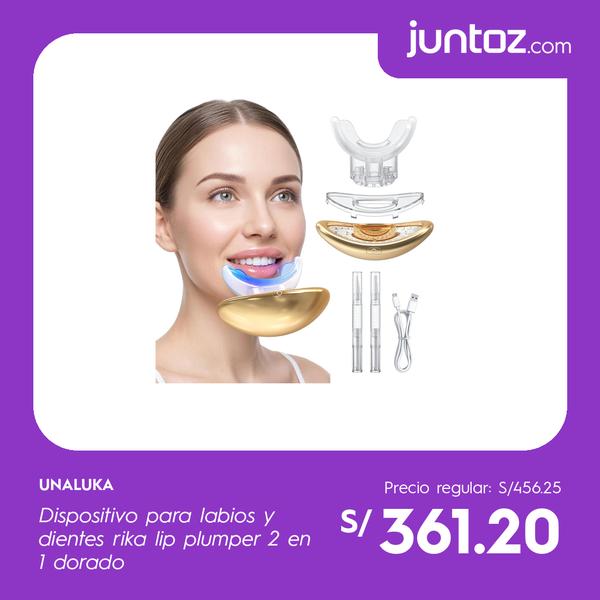 juntoz.com
UNALUKA
Dispositivo para labios y
dientes rika lip plumper 2 en
1 dorado
Precio regular: S/456.25
S/361.20